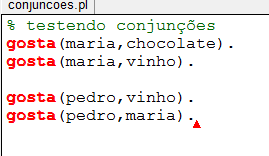 conjuncoes.pl
% testendo conjunções
gosta(maria,chocolate).
gosta(maria,vinho).
gosta(pedro,vinho).
gosta(pedro,maria).